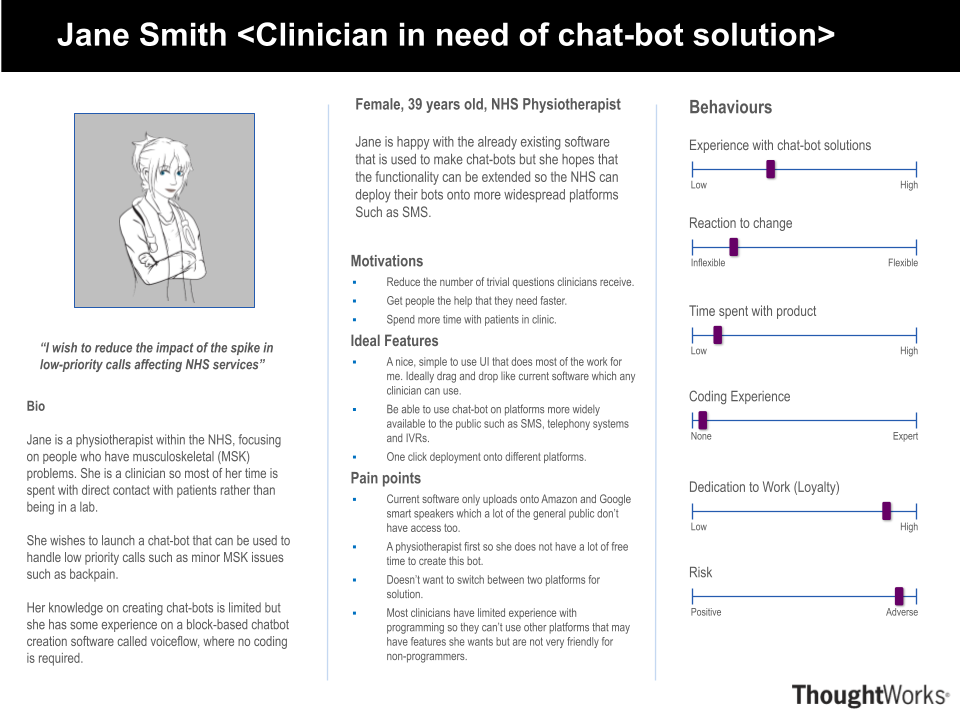 Jane Smith <Clinician in need of chat-bot solution>
“I wish to reduce the impact of the spike in
low-priority calls affecting NHS services”
Bio
Jane is a physiotherapist within the NHS, focusing
on people who have musculoskeletal (MSK)
problems. She is a clinician so most of her time is
spent with direct contact with patients rather than
being in a lab.
She wishes to launch a chat-bot that can be used to
handle low priority calls such as minor MSK issues
such as backpain.
Her knowledge on creating chat-bots is limited but
she has some experience on a block-based chatbot
creation software called voiceflow, where no coding
is required.
Female, 39 years old, NHS Physiotherapist
Jane is happy with the already existing software
that is used to make chat-bots but she hopes that
the functionality can be extended so the NHS can
deploy their bots onto more widespread platforms
Such as SMS.
Motivations
▪ Reduce the number of trivial questions clinicians receive.
▪ Get people the help that they need faster.
▪ Spend more time with patients in clinic.
Ideal Features
▪ A nice, simple to use UI that does most of the work for
me. Ideally drag and drop like current software which any
clinician can use.
▪ Be able to use chat-bot on platforms more widely
available to the public such as SMS, telephony systems
and IVRs.
▪ One click deployment onto different platforms.
Pain points
▪ Current software only uploads onto Amazon and Google
smart speakers which a lot of the general public don’t
have access too.
▪ A physiotherapist first so she does not have a lot of free
time to create this bot.
▪ Doesn’t want to switch between two platforms for
solution.
▪ Most clinicians have limited experience with
programming so they can’t use other platforms that may
have features she wants but are not very friendly for
non-programmers.
Behaviours
Experience with chat-bot solutions
Low High
Reaction to change
Inflexible Flexible
Time spent with product
Low High
Coding Experience
None Expert
Dedication to Work (Loyalty)
Low High
Risk
Positive Adverse
ThoughtWorks®